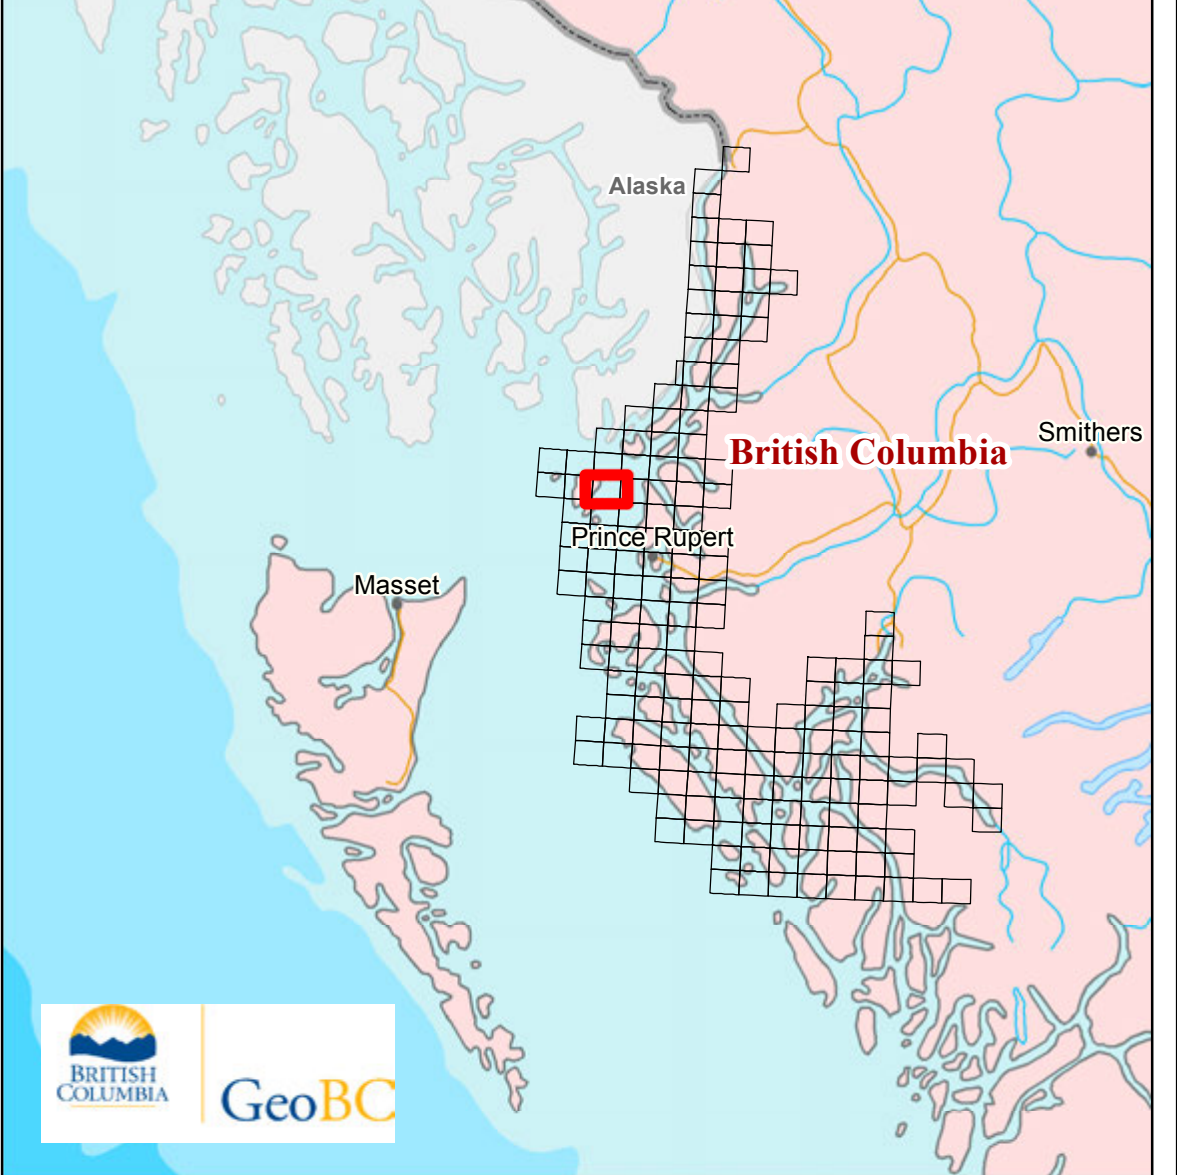 Alaska
British Columbia
Smithers
Prince Rupert
Masset
BRITISH
COLUMBIA
GeoBC